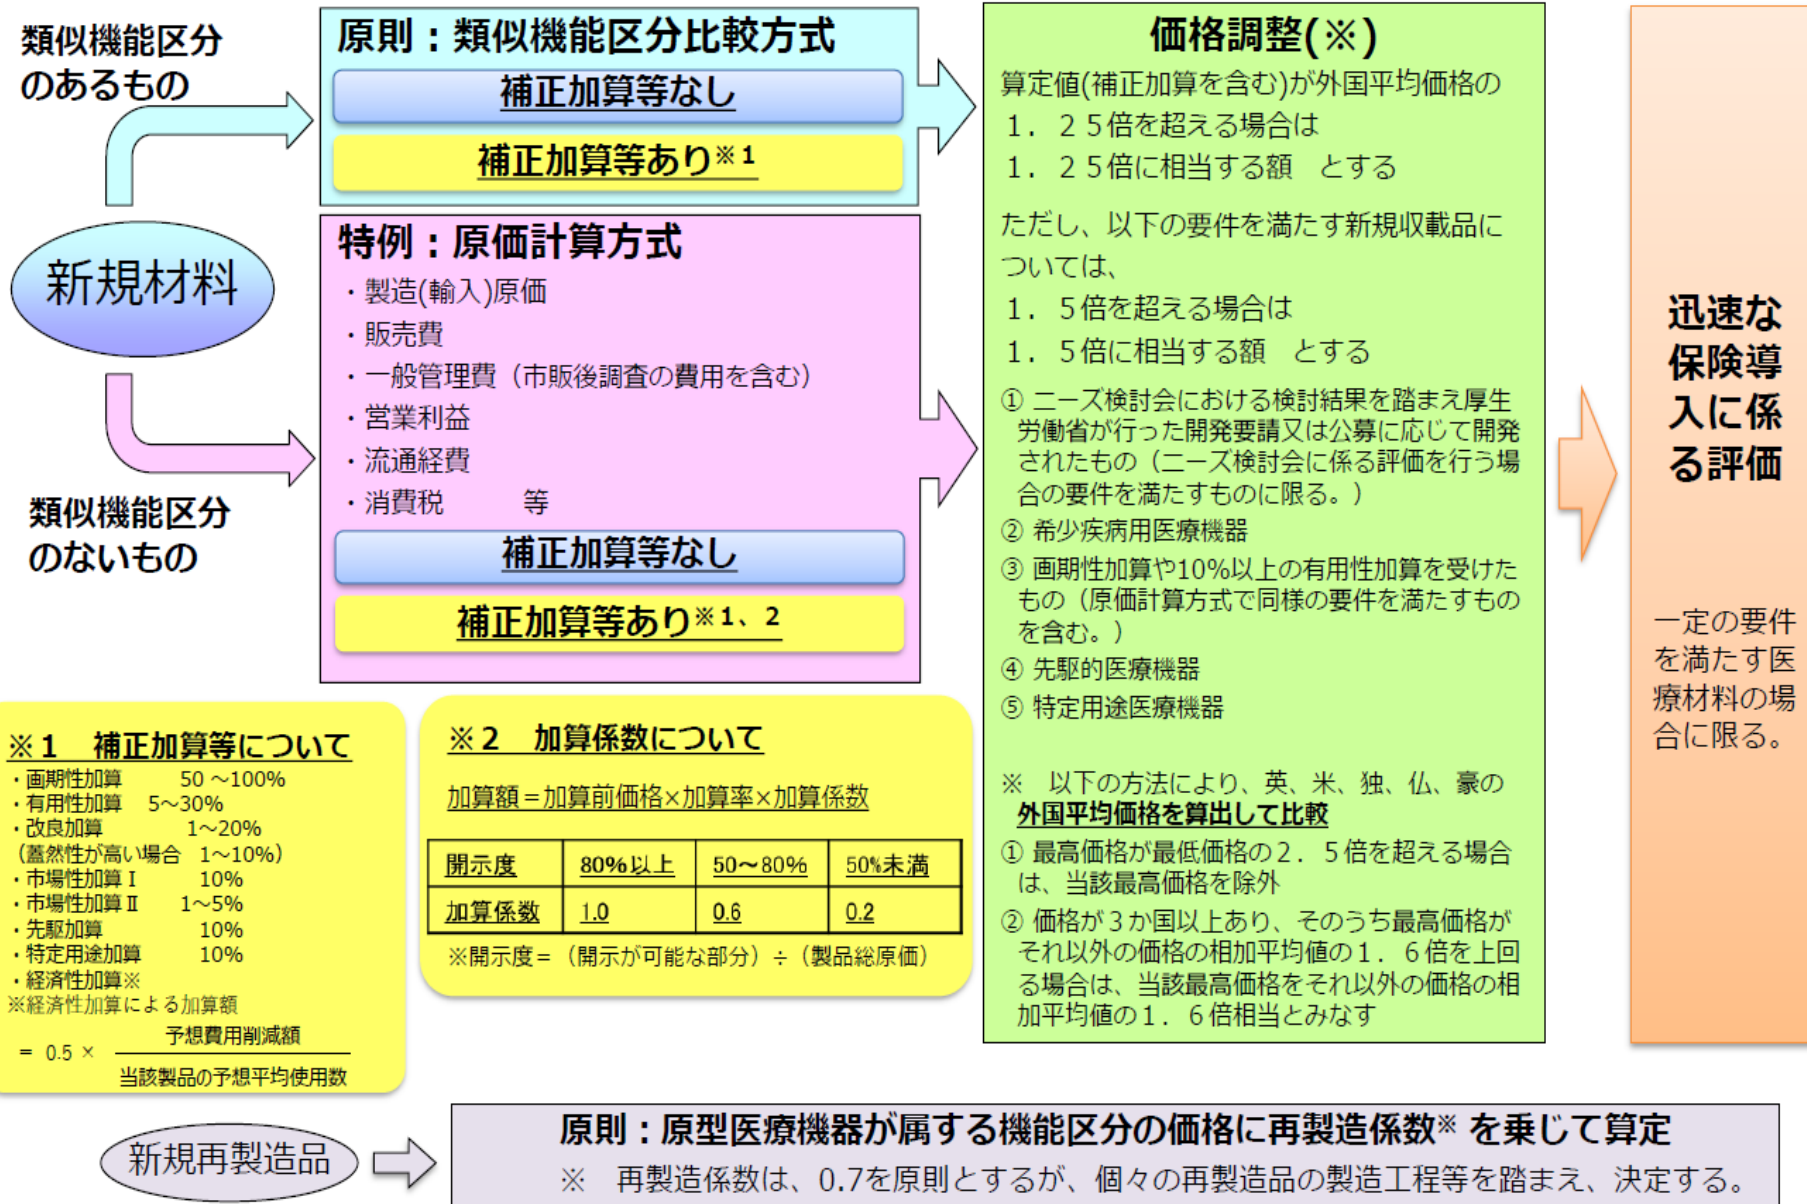 類似機能区分
のあるもの
新規材料
類似機能区分
のないもの
原則：類似機能区分比較方式
補正加算等なし
補正加算等あり※1
特例：原価計算方式
・製造(輸入)原価
・販売費
・一般管理費（市販後調査の費用を含む）
・営業利益
・流通経費
・消費税　　　等
補正加算等なし
補正加算等あり※1、2
価格調整(※)
算定値(補正加算を含む)が外国平均価格の
１．２５倍を超える場合は
１．２５倍に相当する額　とする
ただし、以下の要件を満たす新規収載品に
ついては、
１．５倍を超える場合は
１．５倍に相当する額　とする
① ニーズ検討会における検討結果を踏まえ厚生
労働省が行った開発要請又は公募に応じて開発
されたもの（ニーズ検討会に係る評価を行う場
合の要件を満たすものに限る。）
② 希少疾病用医療機器
③ 画期性加算や10％以上の有用性加算を受けた
もの（原価計算方式で同様の要件を満たすもの
を含む。）
④ 先駆的医療機器
⑤ 特定用途医療機器
※　以下の方法により、英、米、独、仏、豪の
外国平均価格を算出して比較
① 最高価格が最低価格の２．５倍を超える場合
は、当該最高価格を除外
② 価格が３か国以上あり、そのうち最高価格が
それ以外の価格の相加平均値の１．６倍を上回
る場合は、当該最高価格をそれ以外の価格の相
加平均値の１．６倍相当とみなす
迅速な
保険導
入に係
る評価
一定の要件
を満たす医
療材料の場
合に限る。
※１　補正加算等について
・画期性加算　　50 ～100%
・有用性加算　5～30%
・改良加算　　　1～20%
（蓋然性が高い場合　1～10%）
・市場性加算Ⅰ　　10%
・市場性加算Ⅱ　1～5%
・先駆加算　　　10%
・特定用途加算　　10%
・経済性加算※
※経済性加算による加算額
予想費用削減額
= 0.5 ×
当該製品の予想平均使用数
※２　加算係数について
加算額＝加算前価格×加算率×加算係数
開示度　80%以上　50～80%　50%未満
加算係数　1.0　0.6　0.2
※開示度＝（開示が可能な部分）÷（製品総原価）
新規再製造品
原則：原型医療機器が属する機能区分の価格に再製造係数※ を乗じて算定
※　再製造係数は、0.7を原則とするが、個々の再製造品の製造工程等を踏まえ、決定する。